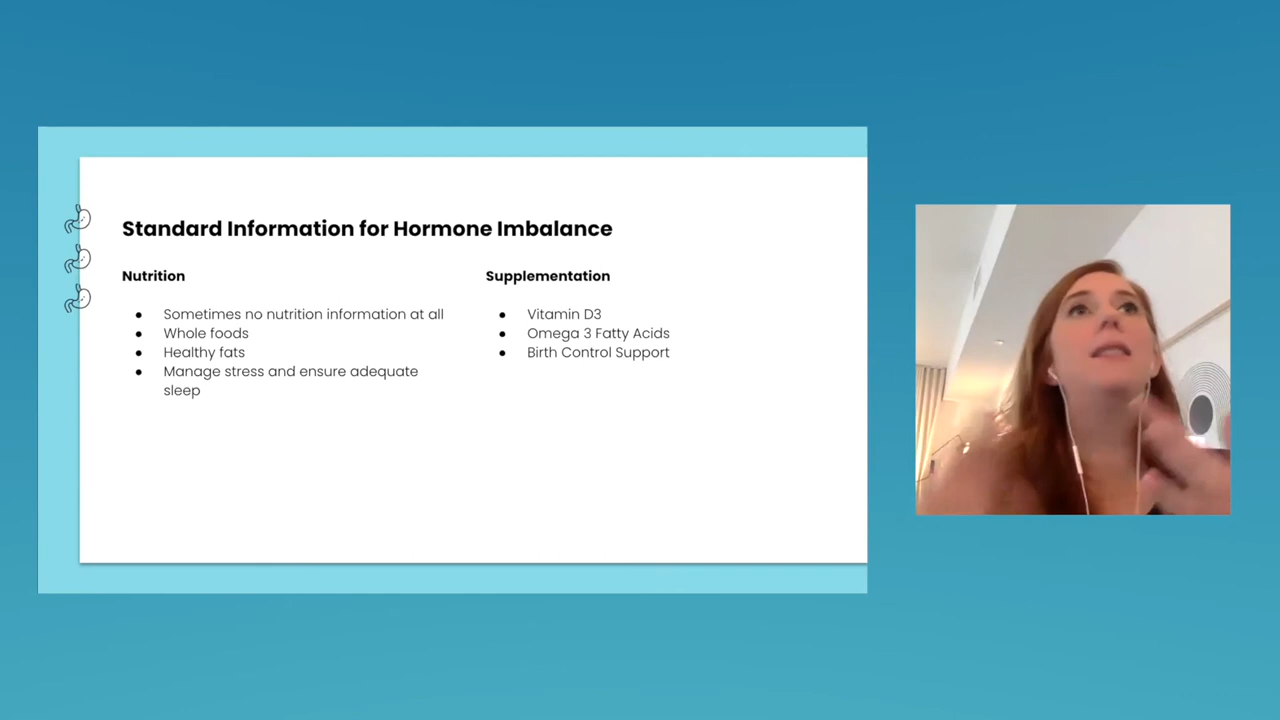 Standard Information for Hormone Imbalance
Nutrition
● Sometimes no nutrition information at all
● Whole foods
● Healthy fats
● Manage stress and ensure adequate
sleep
Supplementation
● Vitamin D3
● Omega 3 Fatty Acids
● Birth Control Support